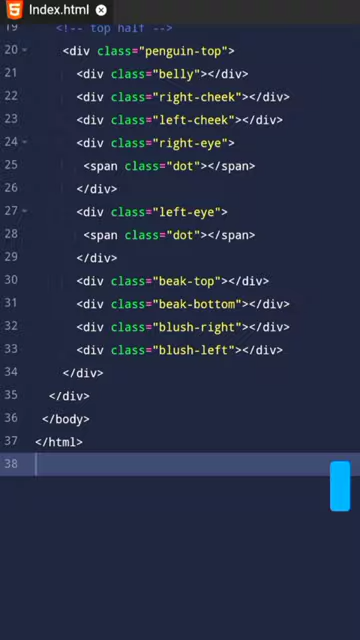 Index.html
19 <!-- top half -->
20 <div class="penguin-top">
21 <div class="belly"></div>
22 <div class="right-cheek"></div>
23 <div class="left-cheek"></div>
24 <div class="right-eye">
25 <span class="dot"></span>
26 </div>
27 <div class="left-eye">
28 <span class="dot"></span>
29 </div>
30 <div class="beak-top"></div>
31 <div class="beak-bottom"></div>
32 <div class="blush-right"></div>
33 <div class="blush-left"></div>
34 </div>
35 </div>
36 </body>
37 </html>
38